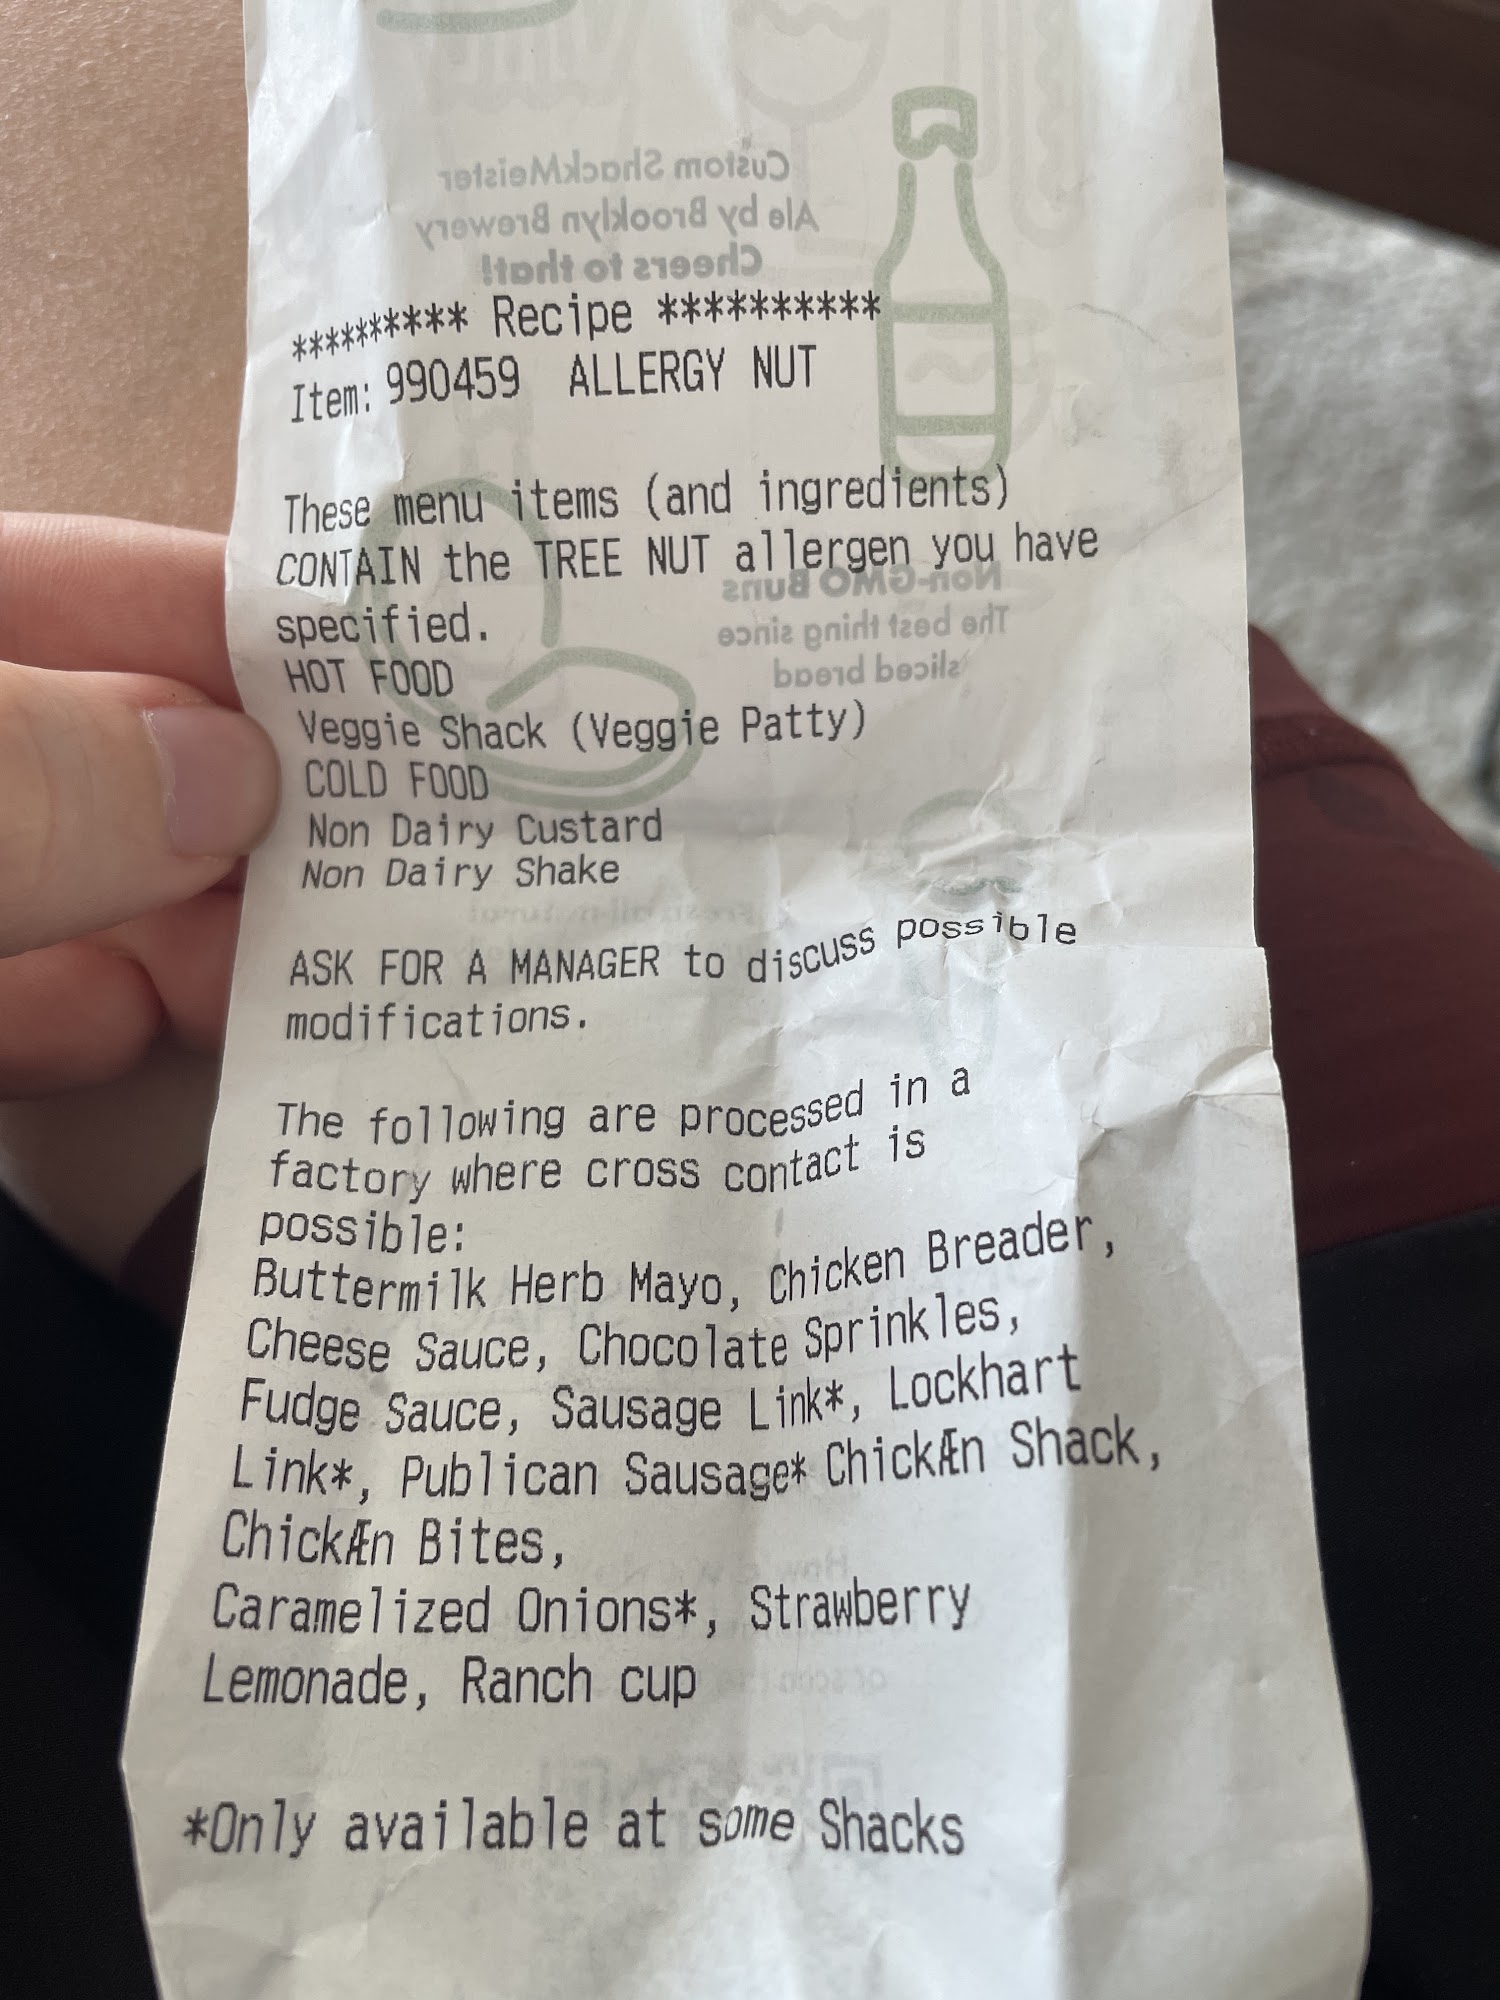 Custom ShackMeister
Ale by Brooklyn Brewery
Cheers to that!
********** Recipe **********
Item: 990459 ALLERGY NUT
These menu items (and ingredients)
CONTAIN the TREE NUT allergen you have
specified.
Non-GMO Buns
The best thing since
sliced bread
HOT FOOD
Veggie Shack (Veggie Patty)
COLD FOOD
Non Dairy Custard
Non Dairy Shake
ASK FOR A MANAGER to discuss possible
modifications.
The following are processed in a
factory where cross contact is
possible:
Buttermilk Herb Mayo, Chicken Breader,
Cheese Sauce, Chocolate Sprinkles,
Fudge Sauce, Sausage Link*, Lockhart
Link*, Publican Sausage* ChickÆn Shack,
ChickÆn Bites,
Caramelized Onions*, Strawberry
Lemonade, Ranch cup
*Only available at some Shacks